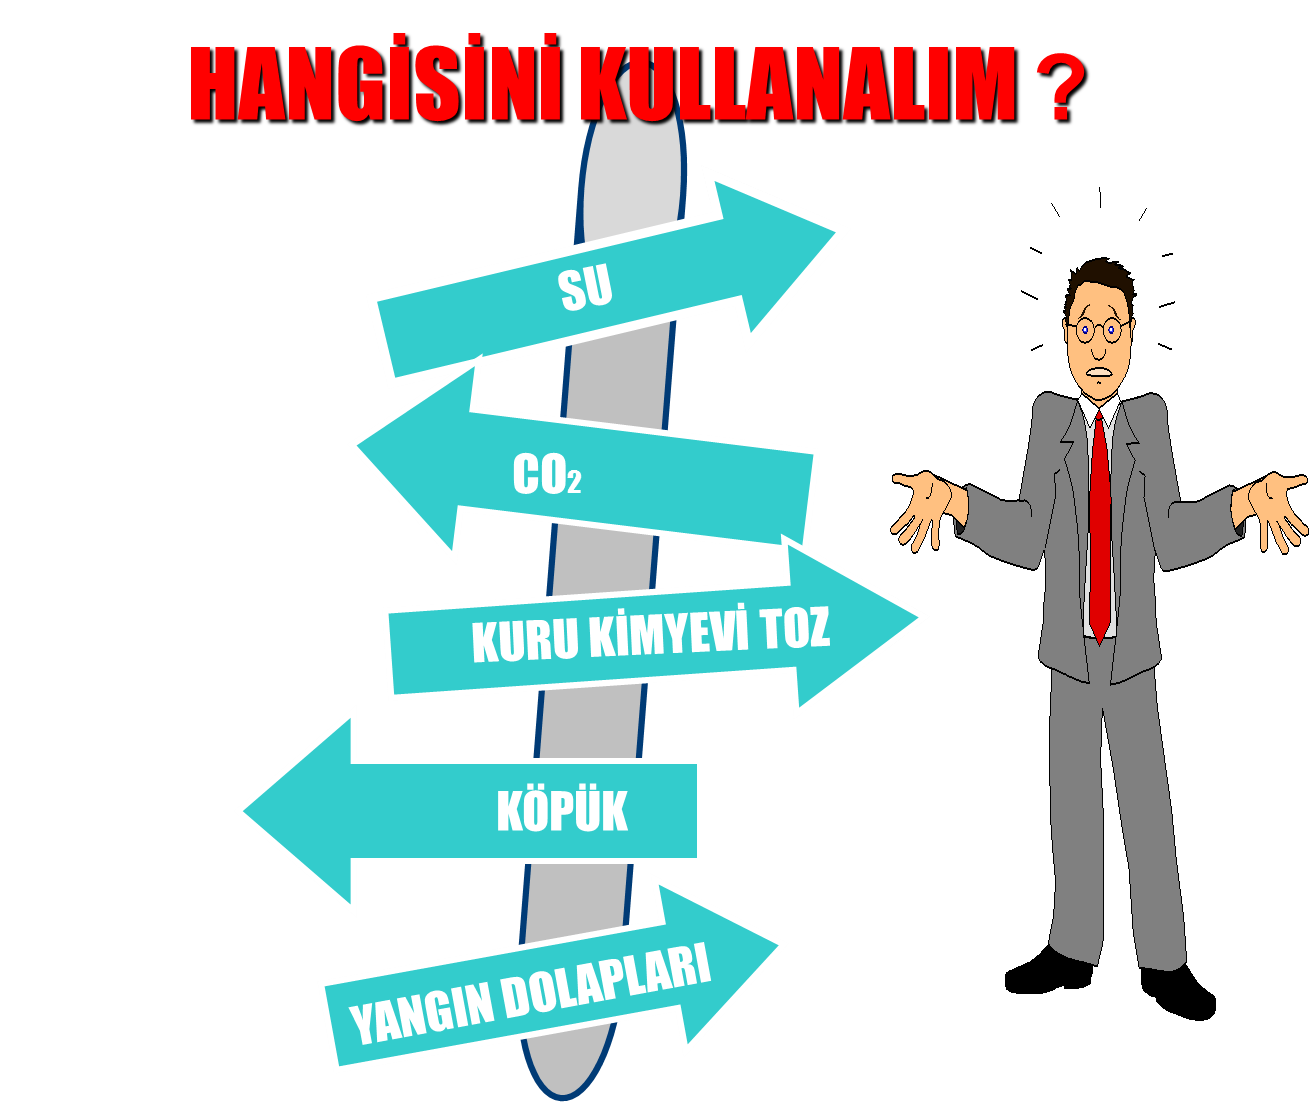 HANGİSİNİ KULLANALIM ?
SU
CO₂
KURU KİMYEVİ TOZ
KÖPÜK
YANGIN DOLAPLARI